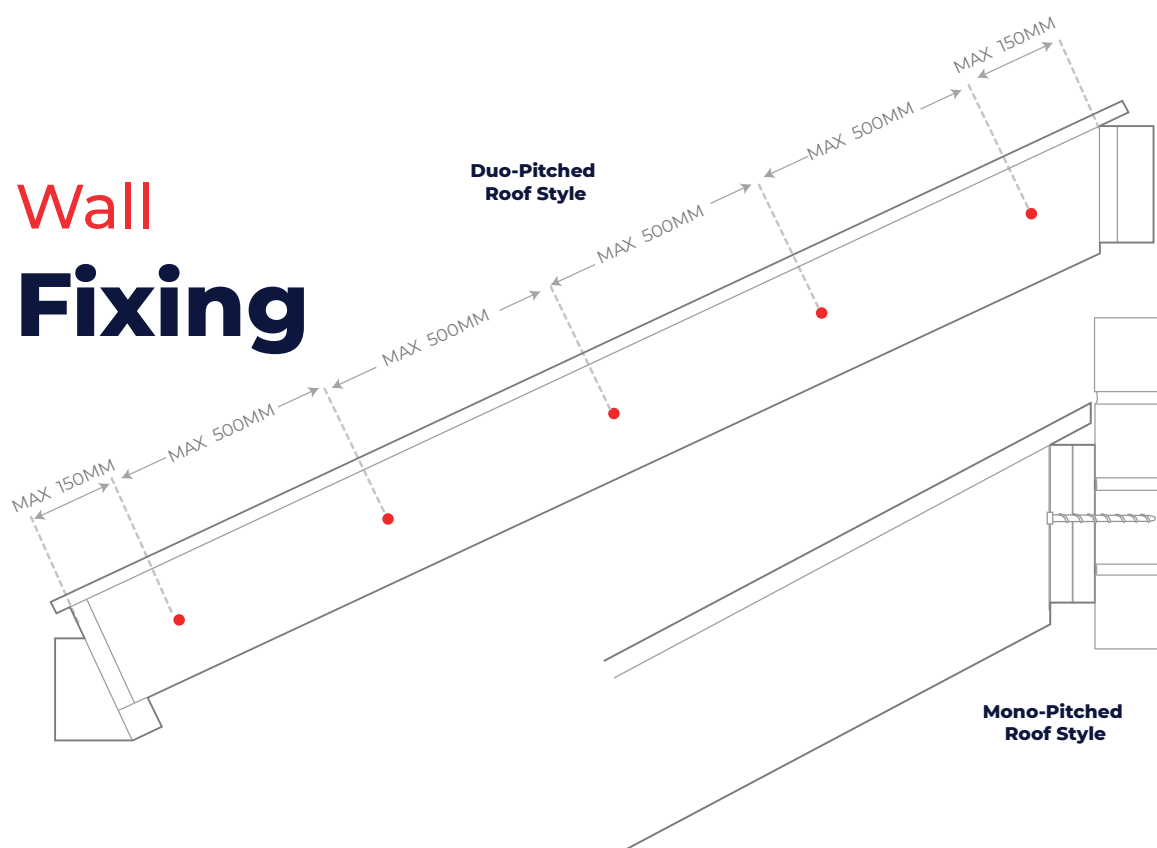 Wall
Fixing
Duo-Pitched
Roof Style
MAX 150MM
MAX 500MM
MAX 500MM
MAX 500MM
MAX 500MM
MAX 150MM
Mono-Pitched
Roof Style